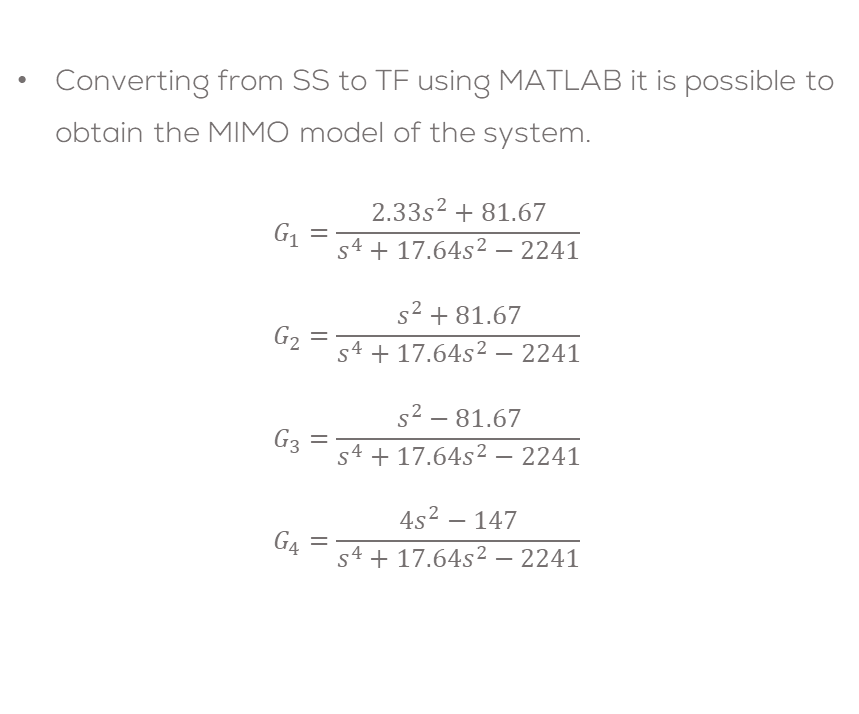 • Converting from SS to TF using MATLAB it is possible to
obtain the MIMO model of the system.
G₁ = (2.33s² + 81.67) / (s⁴ + 17.64s² − 2241)
G₂ = (s² + 81.67) / (s⁴ + 17.64s² − 2241)
G₃ = (s² − 81.67) / (s⁴ + 17.64s² − 2241)
G₄ = (4s² − 147) / (s⁴ + 17.64s² − 2241)